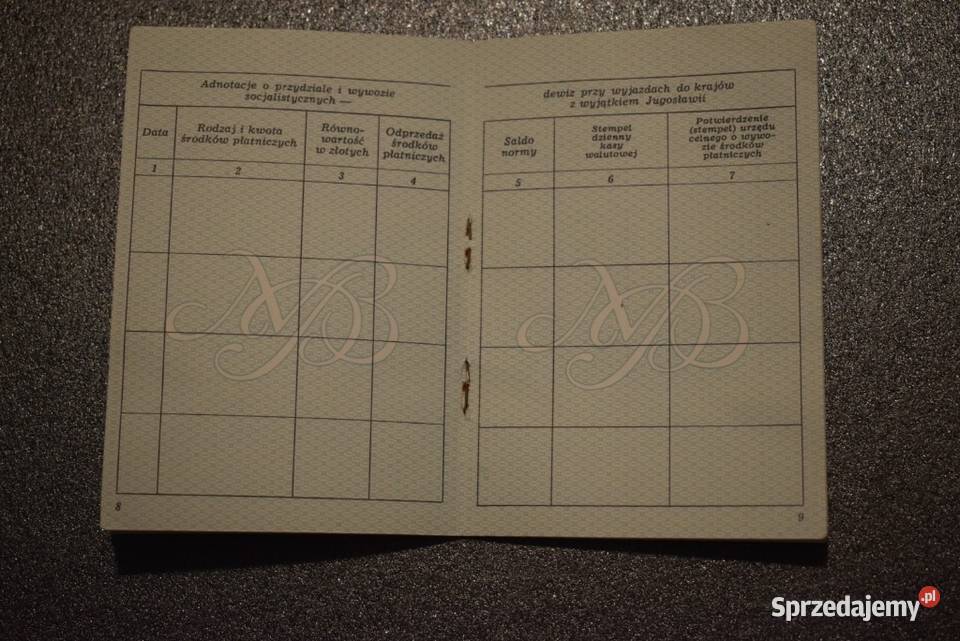 Adnotacje o przydziale i wywozie
socjalistycznych —
Data
Rodzaj i kwota
środków płatniczych
Równo-
wartość
w złotych
Odprzedaż
środków
płatniczych
1
2
3
4
8
dewiz przy wyjazdach do krajów
z wyjątkiem Jugosławii
Saldo
normy
Stempel
dzienny
kasy
walutowej
Potwierdzenie
(stempel) urzędu
celnego o wywo-
zie środków
płatniczych
5
6
7
9
NB
NB
Sprzedajemy.pl